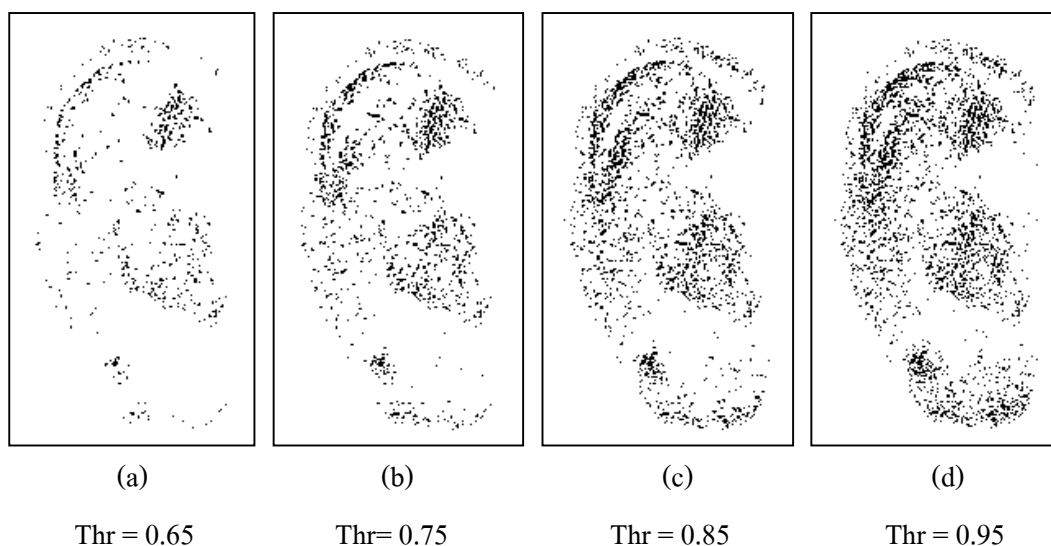 (a) (b) (c) (d)
Thr = 0.65 Thr= 0.75 Thr = 0.85 Thr = 0.95